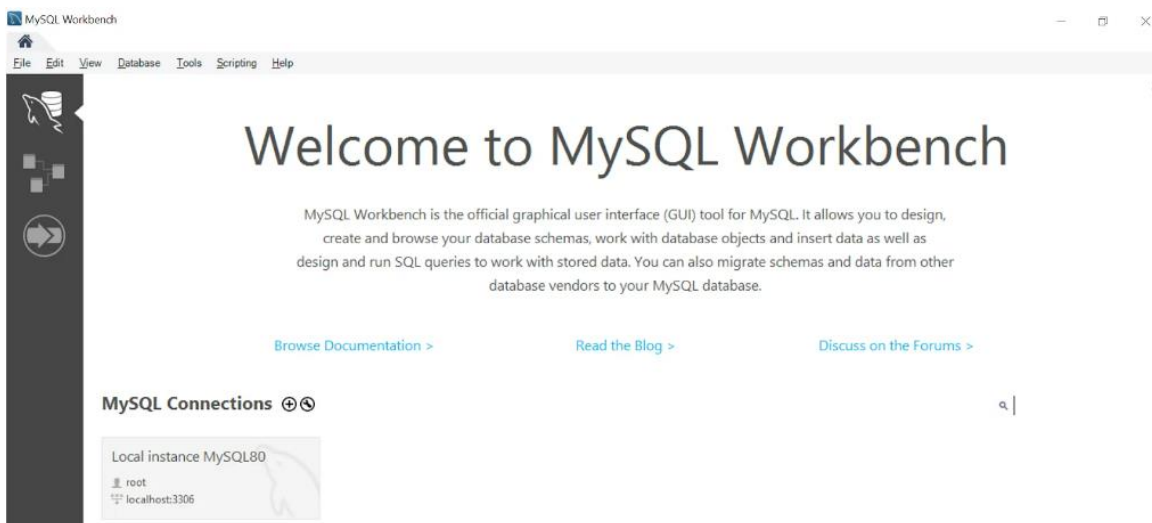 MySQL Workbench
File Edit View Database Tools Scripting Help
Welcome to MySQL Workbench
MySQL Workbench is the official graphical user interface (GUI) tool for MySQL. It allows you to design,
create and browse your database schemas, work with database objects and insert data as well as
design and run SQL queries to work with stored data. You can also migrate schemas and data from other
database vendors to your MySQL database.
Browse Documentation > Read the Blog > Discuss on the Forums >
MySQL Connections
Local instance MySQL80
root
localhost:3306